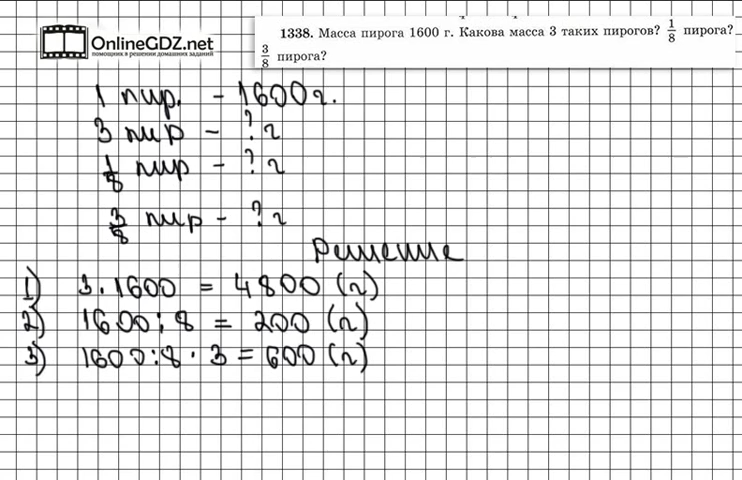 OnlineGDZ.net
помощник в решении домашних заданий
1338. Масса пирога 1600 г. Какова масса 3 таких пирогов? 1/8 пирога?
3/8 пирога?
1 пир. - 1600 г.
3 пир - ? г
1/8 пир - ? г
3/8 пир - ? г
Решение
1) 3 · 1600 = 4800 (г)
2) 1600 : 8 = 200 (г)
3) 1600 : 8 · 3 = 600 (г)